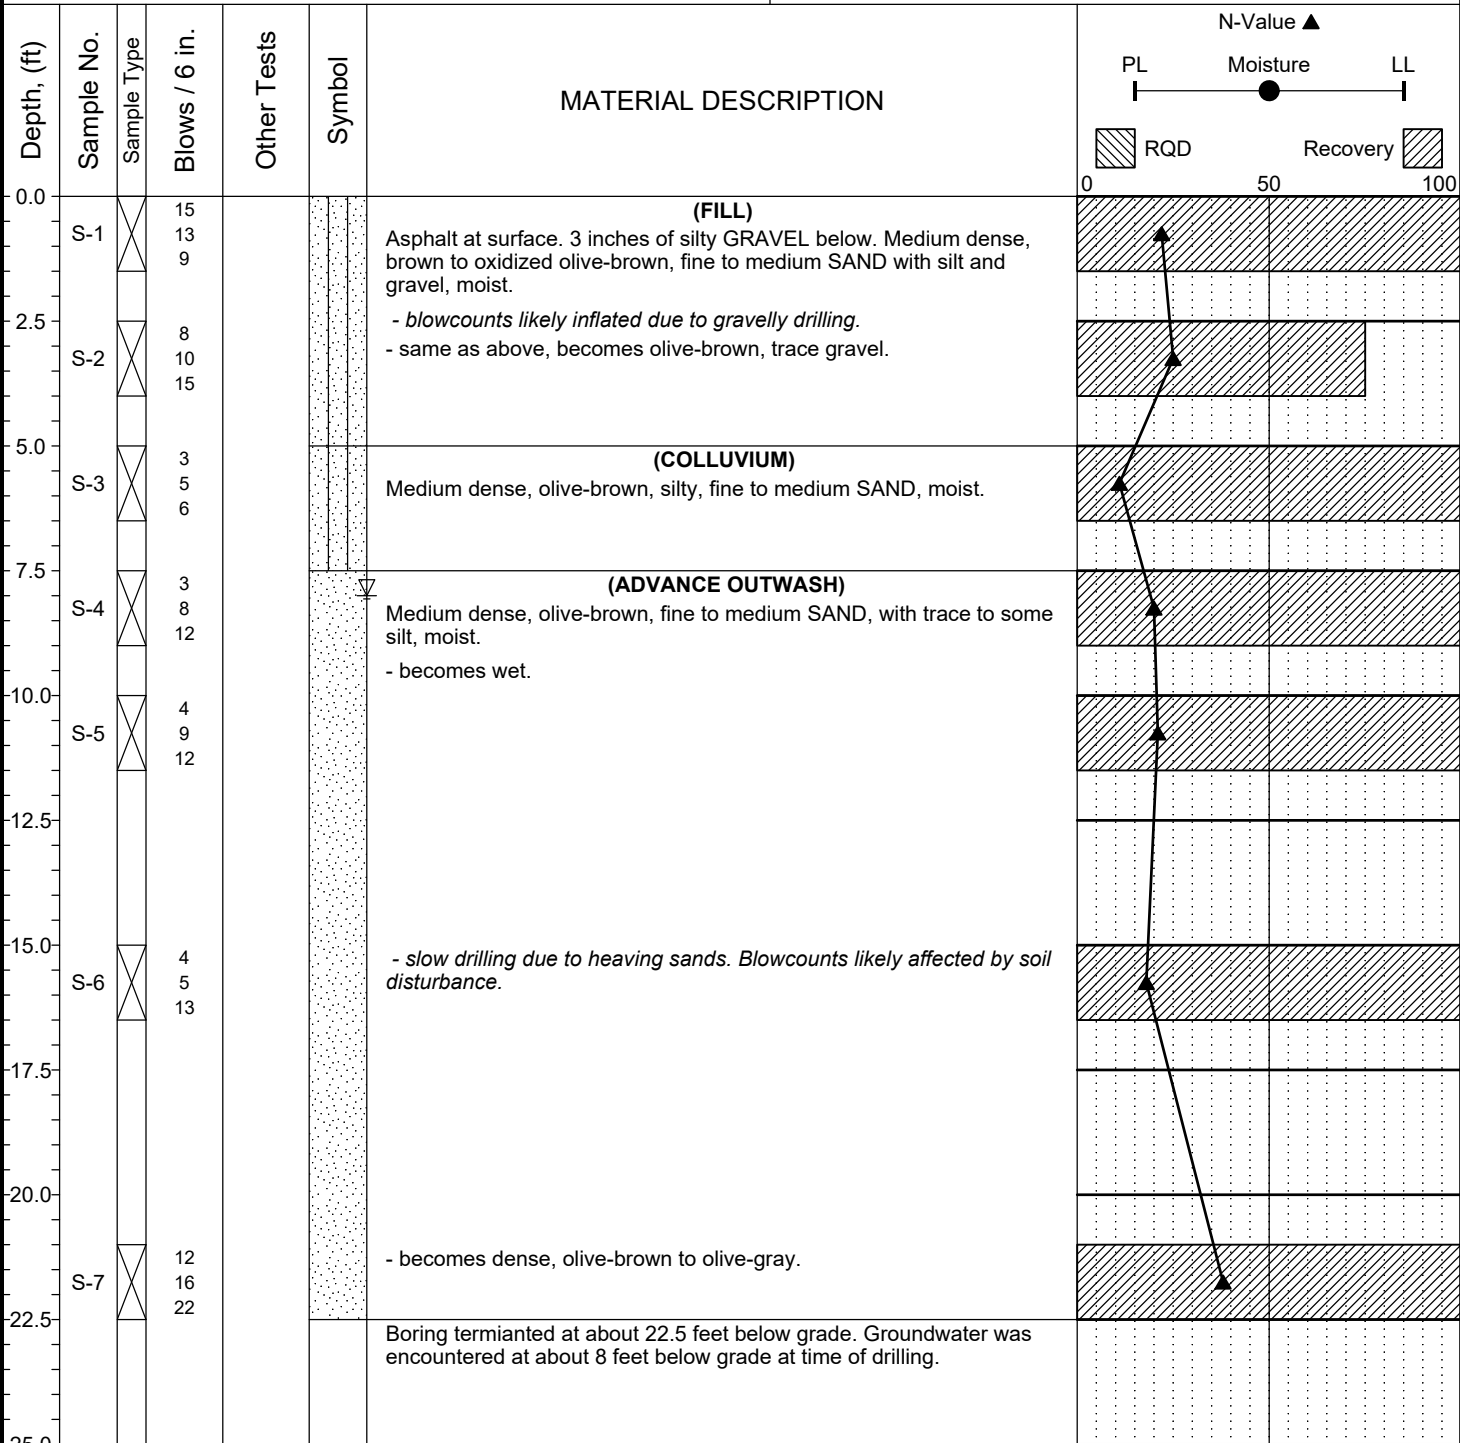 N-Value
PL Moisture LL
RQD Recovery
0 50 100
Depth, (ft)
Sample No.
Sample Type
Blows / 6 in.
Other Tests
Symbol
MATERIAL DESCRIPTION
0.0
S-1
15
13
9
(FILL)
Asphalt at surface. 3 inches of silty GRAVEL below. Medium dense,
brown to oxidized olive-brown, fine to medium SAND with silt and
gravel, moist.
- blowcounts likely inflated due to gravelly drilling.
2.5
S-2
8
10
15
- same as above, becomes olive-brown, trace gravel.
5.0
S-3
3
5
6
(COLLUVIUM)
Medium dense, olive-brown, silty, fine to medium SAND, moist.
7.5
S-4
3
8
12
(ADVANCE OUTWASH)
Medium dense, olive-brown, fine to medium SAND, with trace to some
silt, moist.
- becomes wet.
10.0
S-5
4
9
12
12.5
15.0
S-6
4
5
13
- slow drilling due to heaving sands. Blowcounts likely affected by soil
disturbance.
17.5
20.0
S-7
12
16
22
- becomes dense, olive-brown to olive-gray.
22.5
Boring termianted at about 22.5 feet below grade. Groundwater was
encountered at about 8 feet below grade at time of drilling.
25.0